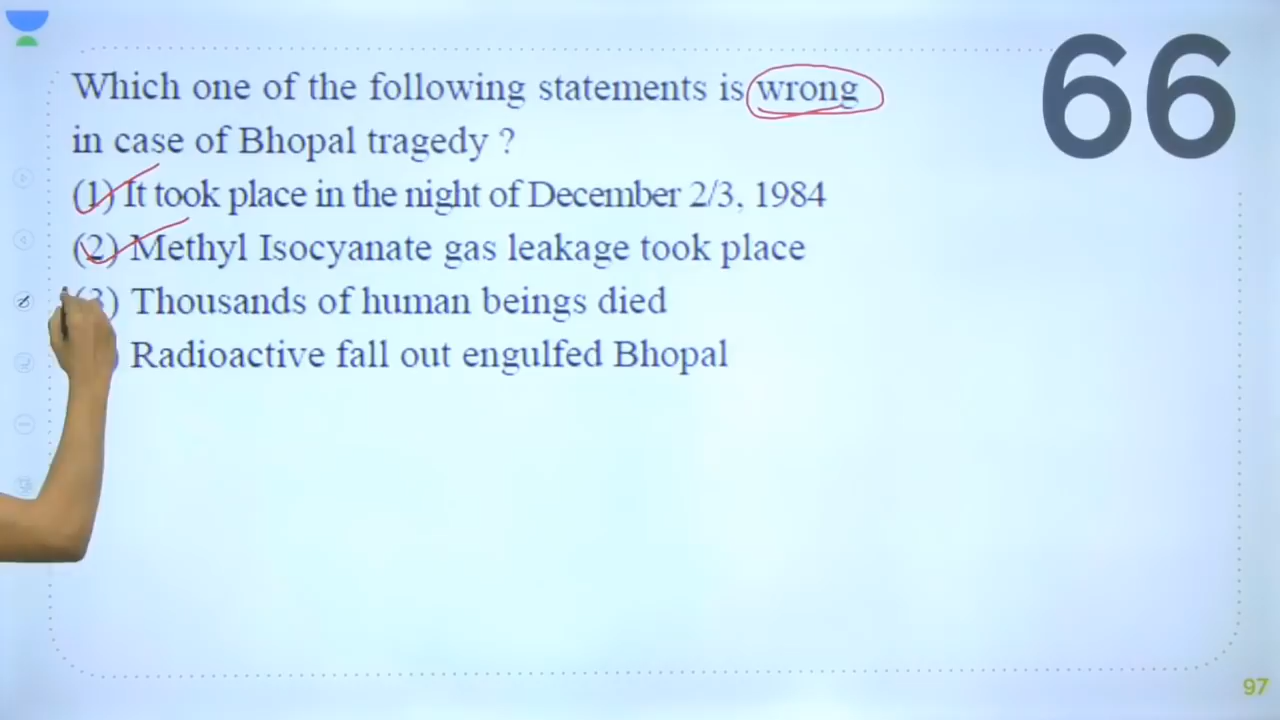 66
Which one of the following statements is wrong
in case of Bhopal tragedy ?
(1) It took place in the night of December 2/3, 1984
(2) Methyl Isocyanate gas leakage took place
(3) Thousands of human beings died
) Radioactive fall out engulfed Bhopal
97